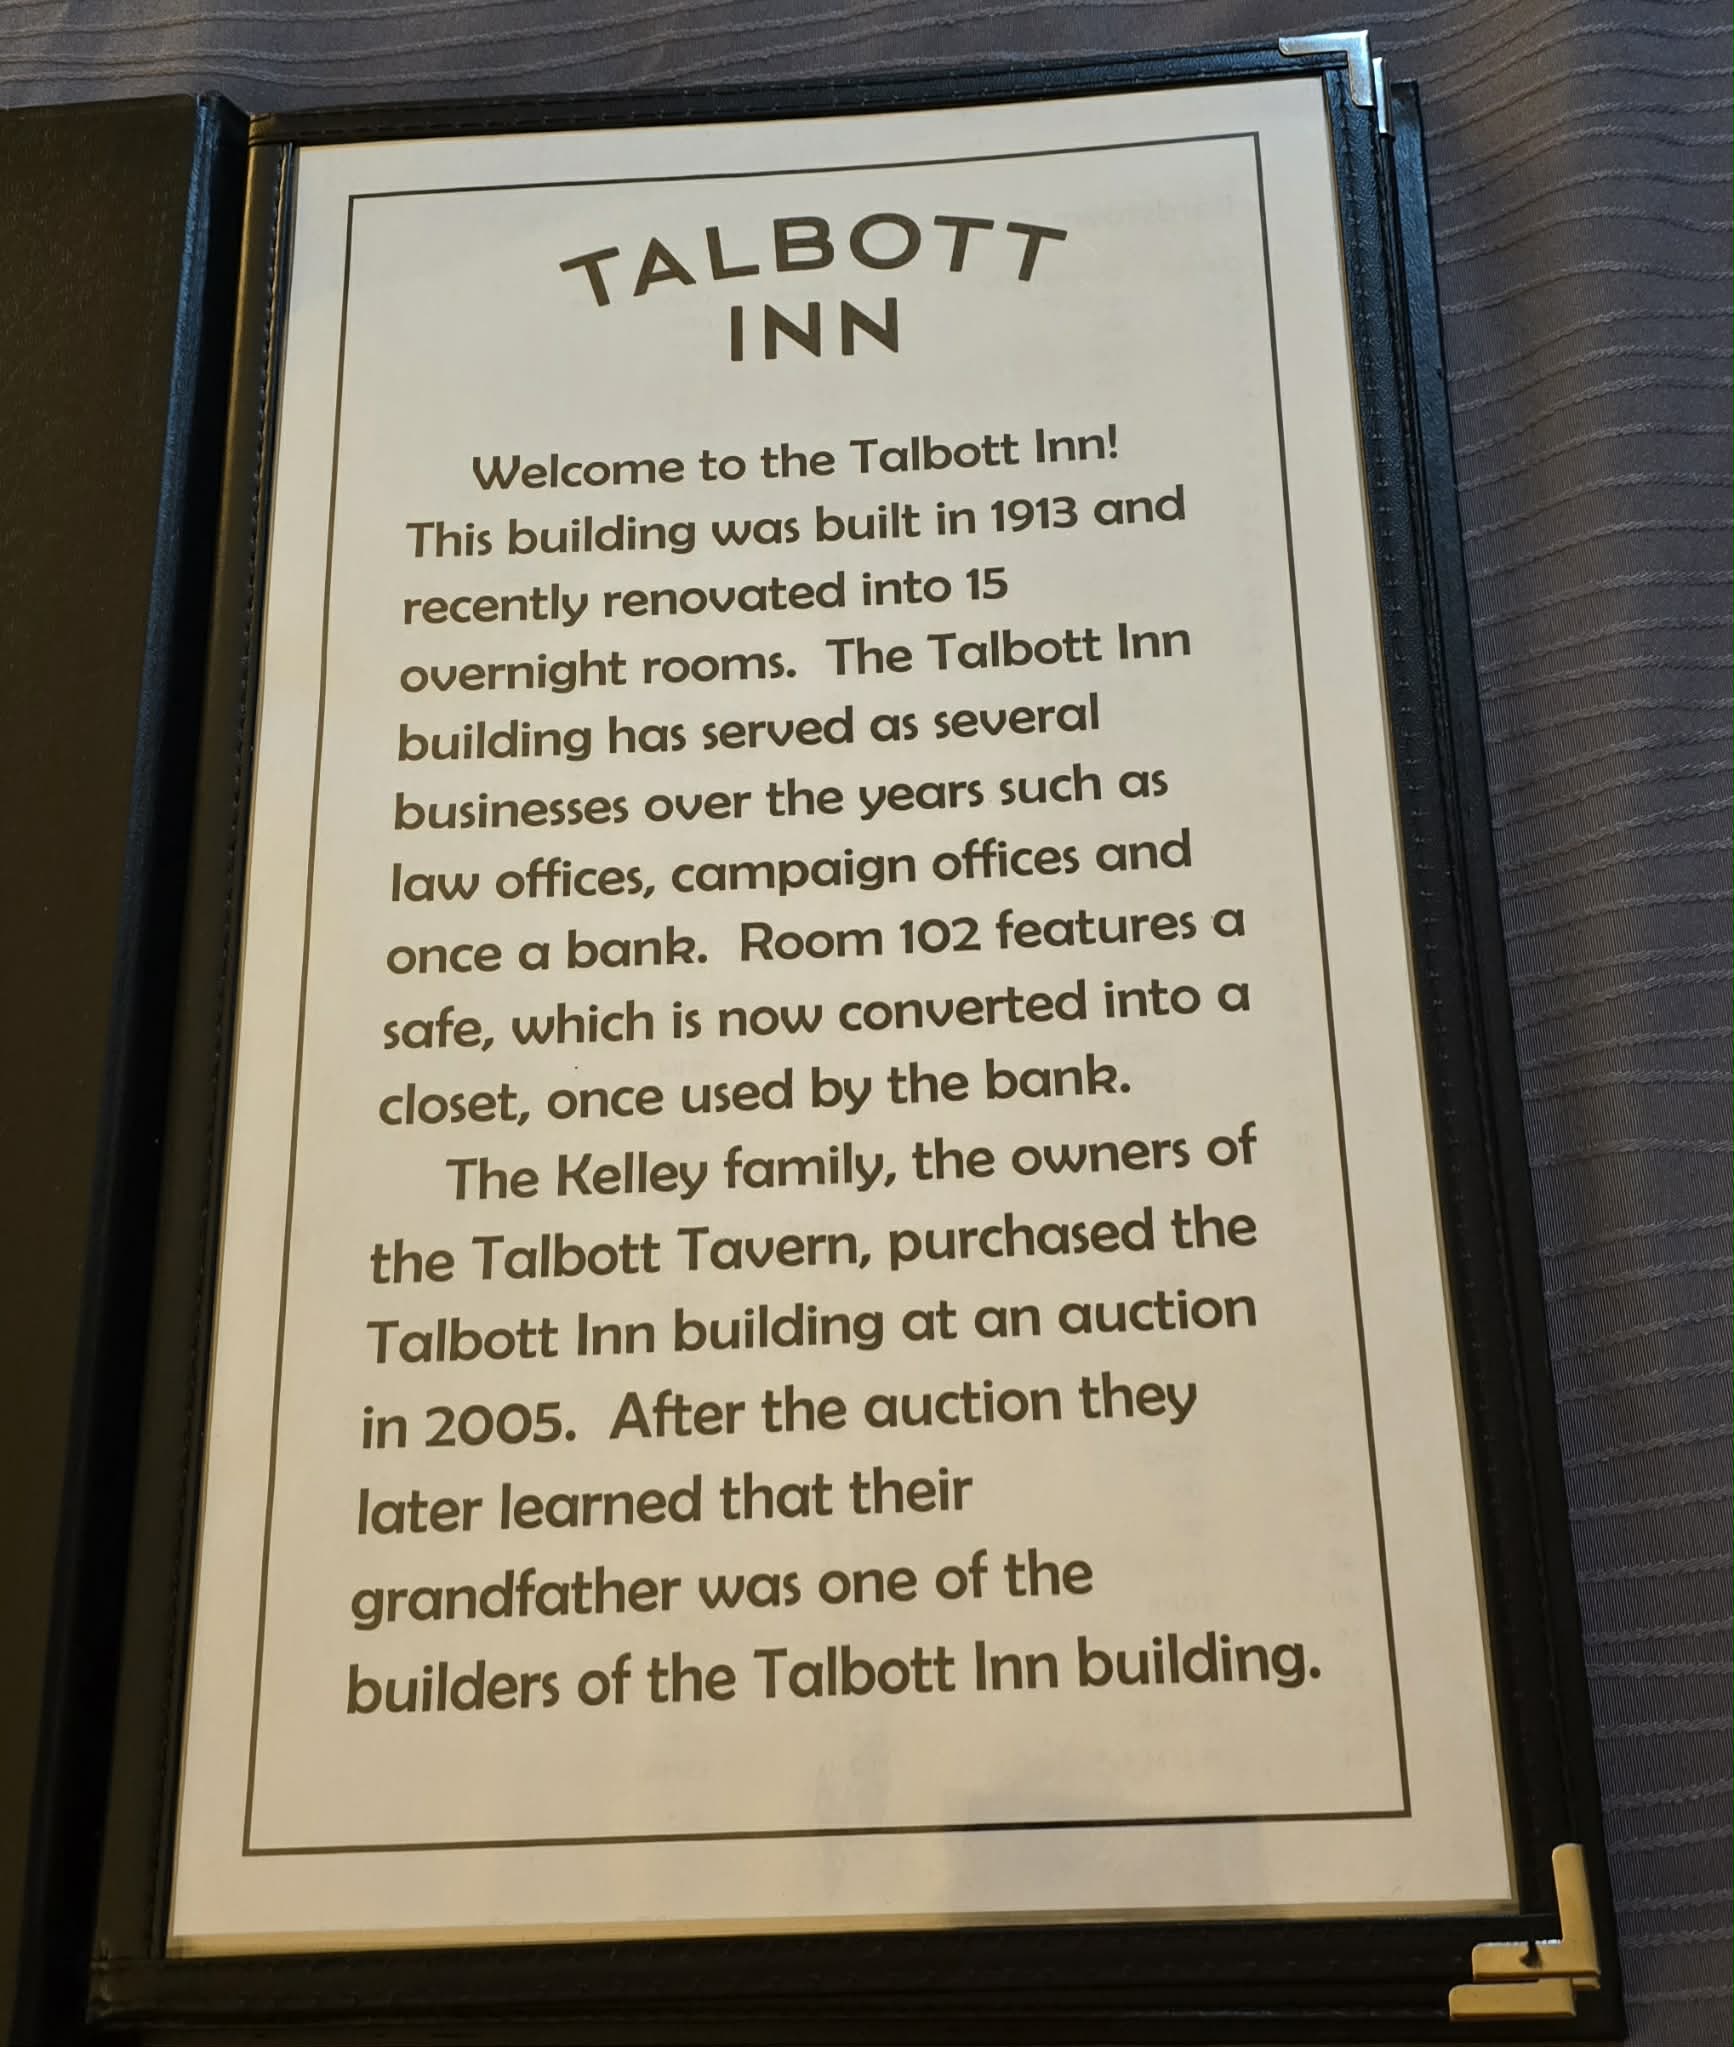 TALBOTT
INN
Welcome to the Talbott Inn!
This building was built in 1913 and
recently renovated into 15
overnight rooms. The Talbott Inn
building has served as several
businesses over the years such as
law offices, campaign offices and
once a bank. Room 102 features a
safe, which is now converted into a
closet, once used by the bank.
The Kelley family, the owners of
the Talbott Tavern, purchased the
Talbott Inn building at an auction
in 2005. After the auction they
later learned that their
grandfather was one of the
builders of the Talbott Inn building.